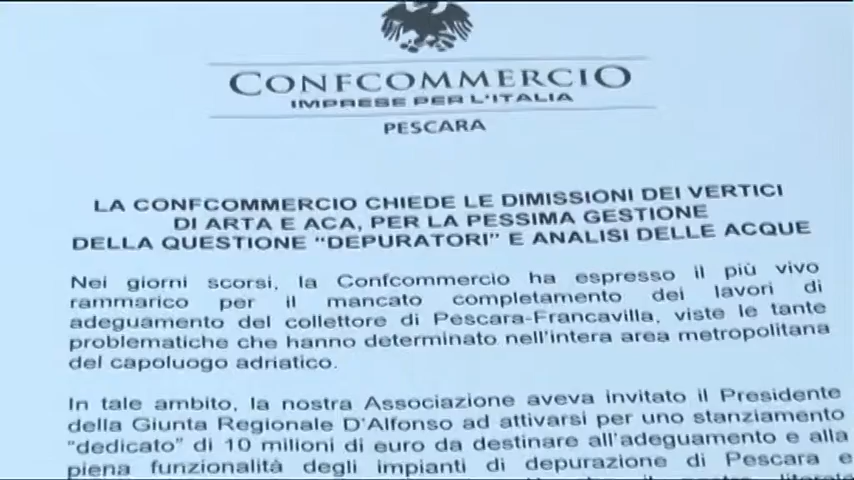 CONFCOMMERCIO
IMPRESE PER L'ITALIA
PESCARA
LA CONFCOMMERCIO CHIEDE LE DIMISSIONI DEI VERTICI
DI ARTA E ACA, PER LA PESSIMA GESTIONE
DELLA QUESTIONE “DEPURATORI” E ANALISI DELLE ACQUE
Nei giorni scorsi, la Confcommercio ha espresso il più vivo
rammarico per il mancato completamento dei lavori di
adeguamento del collettore di Pescara-Francavilla, viste le tante
problematiche che hanno determinato nell'intera area metropolitana
del capoluogo adriatico.
In tale ambito, la nostra Associazione aveva invitato il Presidente
della Giunta Regionale D'Alfonso ad attivarsi per uno stanziamento
“dedicato” di 10 milioni di euro da destinare all'adeguamento e alla
piena funzionalità degli impianti di depurazione di Pescara e